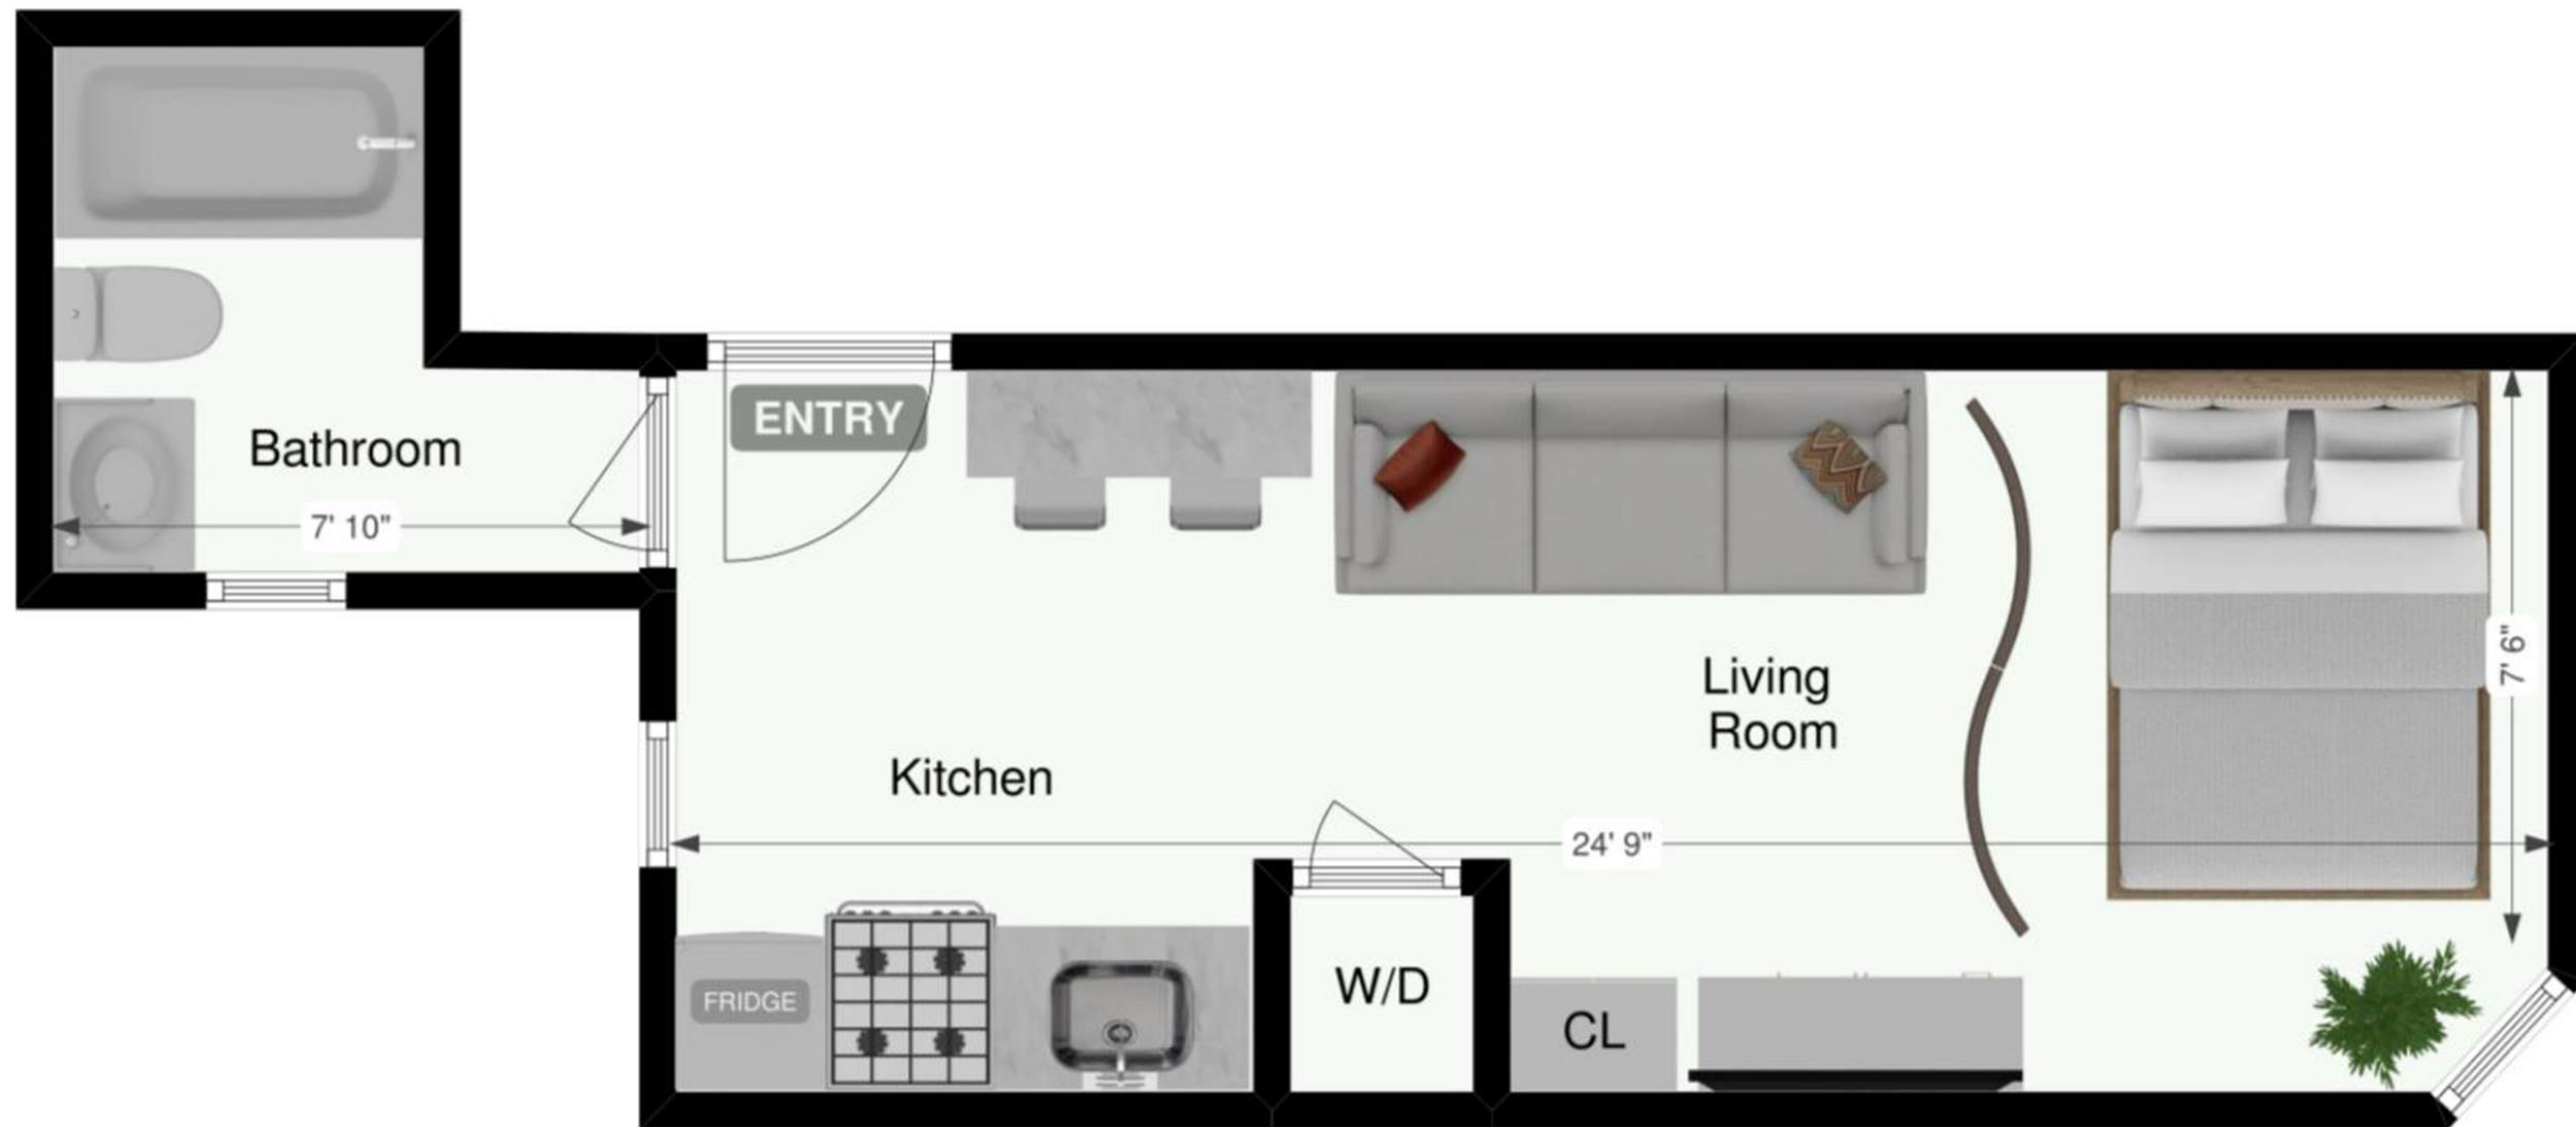 ENTRY
Bathroom
7' 10"
Living
Room
7' 6"
Kitchen
24' 9"
FRIDGE
W/D
CL